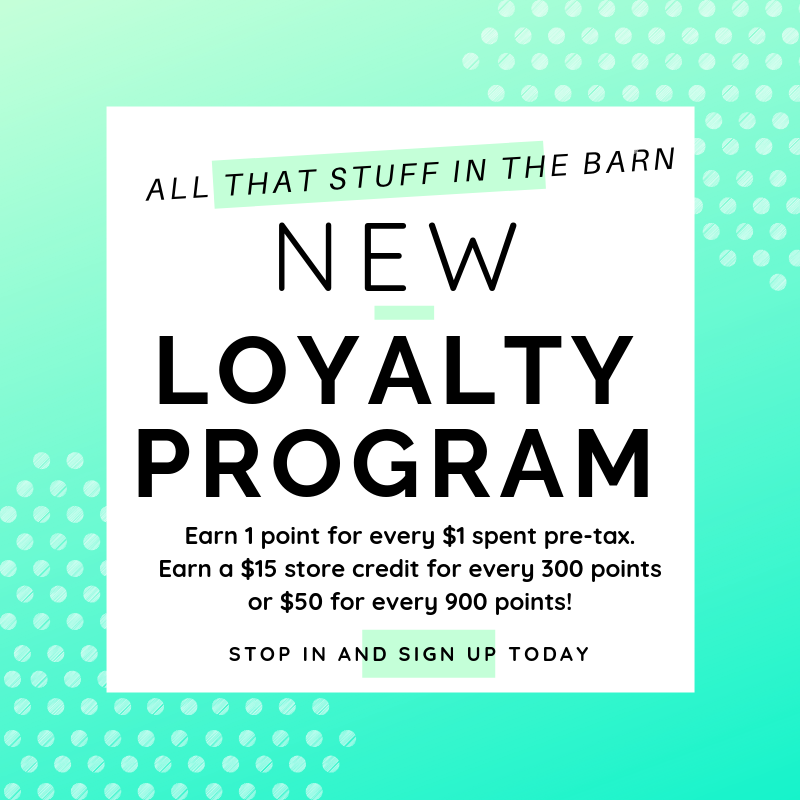 ALL THAT STUFF IN THE BARN
NEW
LOYALTY
PROGRAM
Earn 1 point for every $1 spent pre-tax.
Earn a $15 store credit for every 300 points
or $50 for every 900 points!
STOP IN AND SIGN UP TODAY